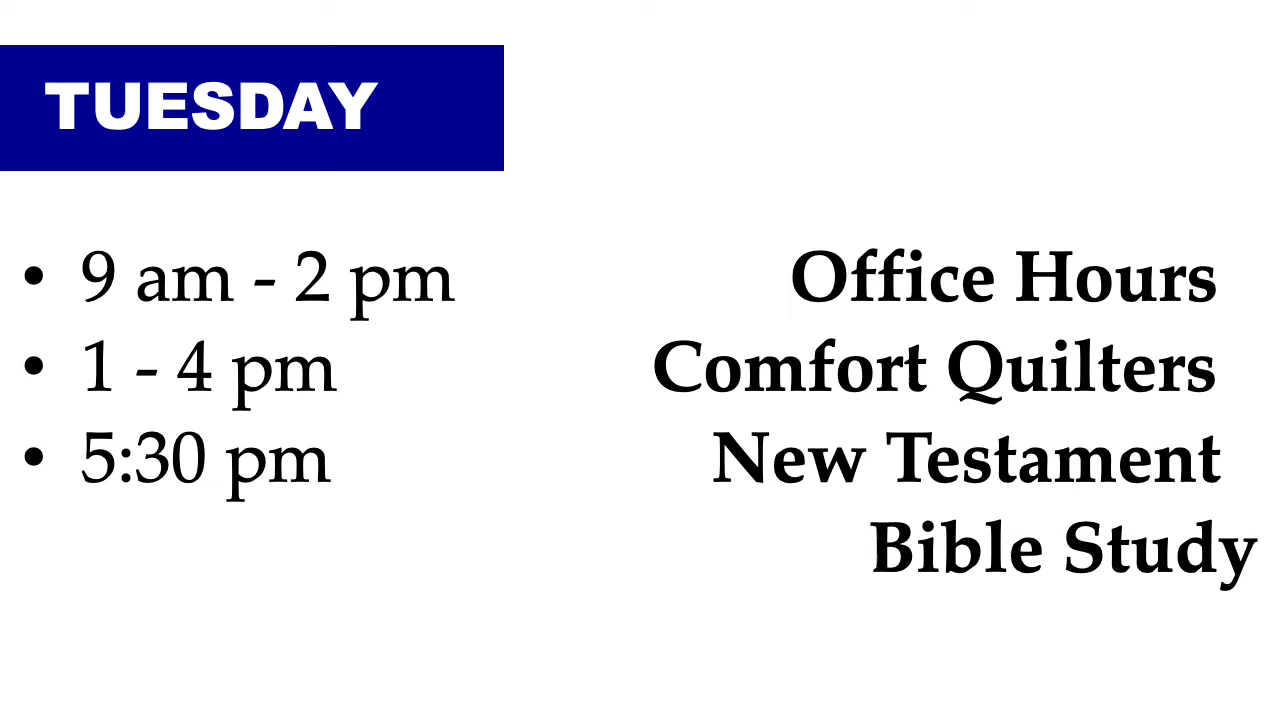 TUESDAY
• 9 am - 2 pm Office Hours
• 1 - 4 pm Comfort Quilters
• 5:30 pm New Testament
Bible Study